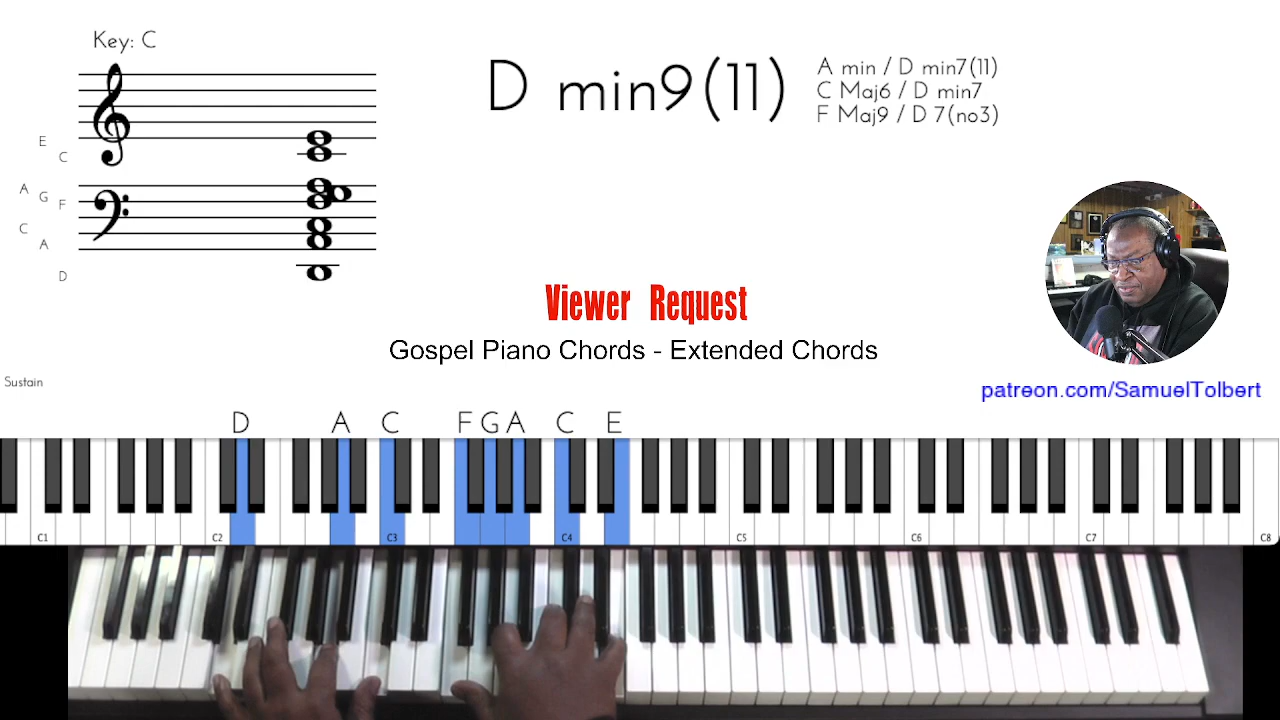 Key: C
D min9(11)
A min / D min7(11)
C Maj6 / D min7
F Maj9 / D 7(no3)
E
C
A
G
F
C
A
D
Viewer Request
Gospel Piano Chords - Extended Chords
Sustain
patreon.com/SamuelTolbert
D A C F G A C E
C1 C2 C3 C4 C5 C6 C7 C8